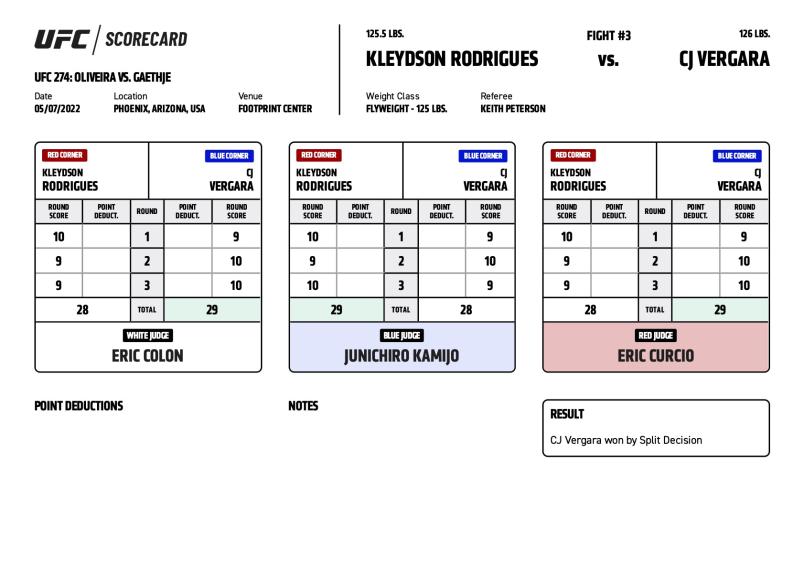 UFC SCORECARD
UFC 274: OLIVEIRA VS. GAETHJE
Date Location Venue
05/07/2022 PHOENIX, ARIZONA, USA FOOTPRINT CENTER
125.5 LBS. FIGHT #3 126 LBS.
KLEYDSON RODRIGUES VS. CJ VERGARA
Weight Class Referee
FLYWEIGHT - 125 LBS. KEITH PETERSON
RED CORNER BLUE CORNER
KLEYDSON CJ
RODRIGUES VERGARA
ROUND SCORE POINT DEDUCT. ROUND POINT DEDUCT. ROUND SCORE
10 1 9
9 2 10
9 3 10
28 TOTAL 29
WHITE JUDGE
ERIC COLON
RED CORNER BLUE CORNER
KLEYDSON CJ
RODRIGUES VERGARA
ROUND SCORE POINT DEDUCT. ROUND POINT DEDUCT. ROUND SCORE
10 1 9
9 2 10
10 3 9
29 TOTAL 28
BLUE JUDGE
JUNICHIRO KAMIJO
RED CORNER BLUE CORNER
KLEYDSON CJ
RODRIGUES VERGARA
ROUND SCORE POINT DEDUCT. ROUND POINT DEDUCT. ROUND SCORE
10 1 9
9 2 10
9 3 10
28 TOTAL 29
RED JUDGE
ERIC CURCIO
POINT DEDUCTIONS
NOTES
RESULT
CJ Vergara won by Split Decision